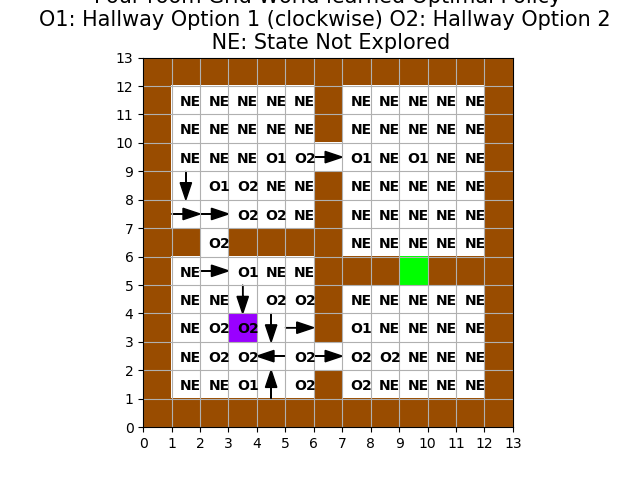 Four room Grid World learned Optimal Policy
O1: Hallway Option 1 (clockwise) O2: Hallway Option 2
NE: State Not Explored
13
12
NE NE NE NE NE NE NE NE NE NE
11
NE NE NE NE NE NE NE NE NE NE
10
NE NE NE O1 O2 O1 NE O1 NE NE
9
O1 O2 NE NE NE NE NE NE NE
8
O2 O2 NE NE NE NE NE NE
7
O2 NE NE NE NE NE
6
NE O1 NE NE
5
NE NE O2 O2 NE NE NE NE NE
4
NE O2 O2 O1 NE NE NE NE
3
NE O2 O2 O2 O2 O2 NE NE NE
2
NE NE O1 O2 O2 NE NE NE NE
1
0
0 1 2 3 4 5 6 7 8 9 10 11 12 13